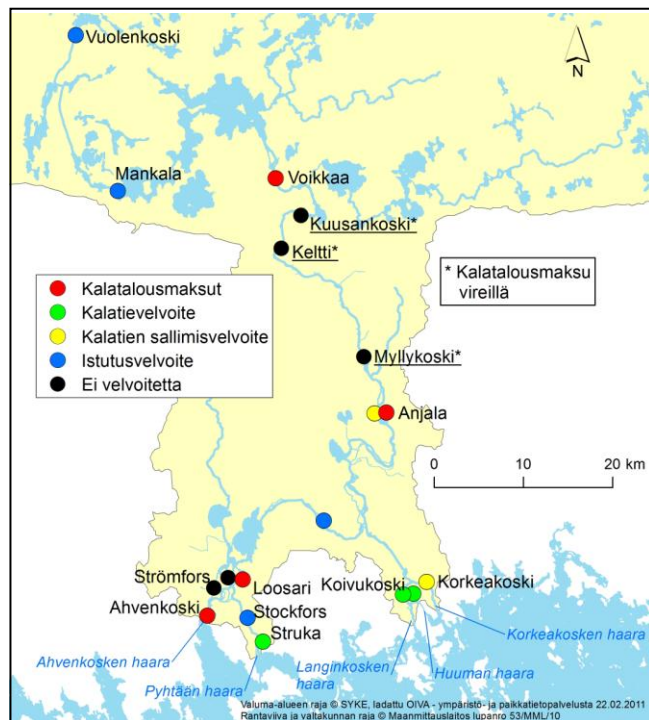 Vuolenkoski
N
Mankala
Voikkaa
Kuusankoski*
Keltti*
* Kalatalousmaksu
vireillä
Kalatalousmaksut
Kalatievelvoite
Kalatien sallimisvelvoite
Istutusvelvoite
Ei velvoitetta
Myllykoski*
Anjala
0 10 20 km
Strömfors
Loosari
Koivukoski
Korkeakoski
Ahvenkoski
Stockfors
Struka
Korkeakosken haara
Ahvenkosken haara
Langinkosken
haara
Huuman haara
Pyhtään haara
Valuma-alueen raja © SYKE, ladattu OIVA - ympäristö- ja paikkatietopalvelusta 22.02.2011
Rantaviiva ja valtakunnan raja © Maanmittauslaitos lupanro 53/MML/10